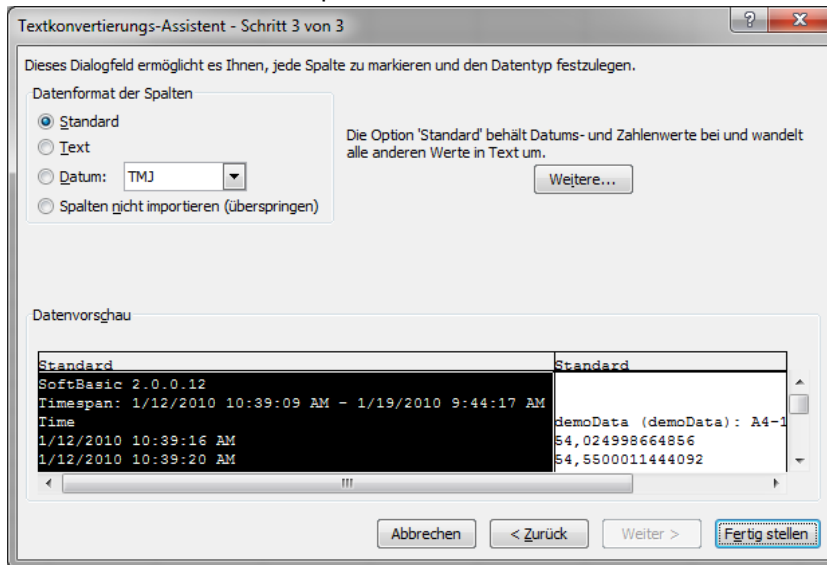 Textkonvertierungs-Assistent - Schritt 3 von 3
Dieses Dialogfeld ermöglicht es Ihnen, jede Spalte zu markieren und den Datentyp festzulegen.
Datenformat der Spalten
Standard
Text
Datum: TMJ
Spalten nicht importieren (überspringen)
Die Option 'Standard' behält Datums- und Zahlenwerte bei und wandelt
alle anderen Werte in Text um.
Weitere...
Datenvorschau
Standard Standard
SoftBasic 2.0.0.12
Timespan: 1/12/2010 10:39:09 AM - 1/19/2010 9:44:17 AM
Time demoData (demoData): A4-1
1/12/2010 10:39:16 AM 54,024998664856
1/12/2010 10:39:20 AM 54,5500011444092
Abbrechen < Zurück Weiter > Fertig stellen